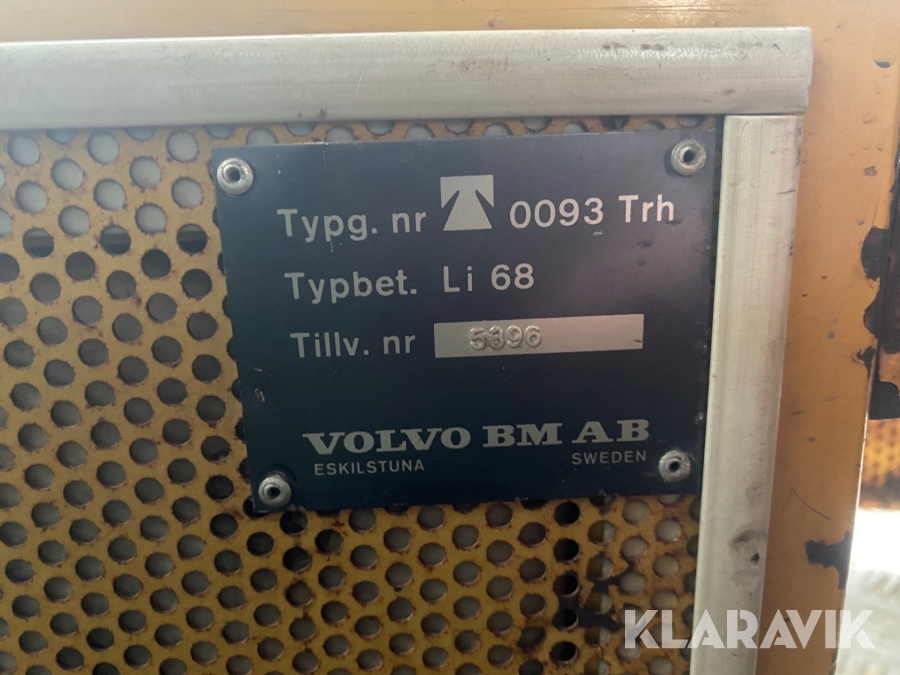 Typg. nr 0093 Trh
Typbet. Li 68
Tillv. nr 5396
VOLVO BM AB
ESKILSTUNA SWEDEN
KLARAVIK